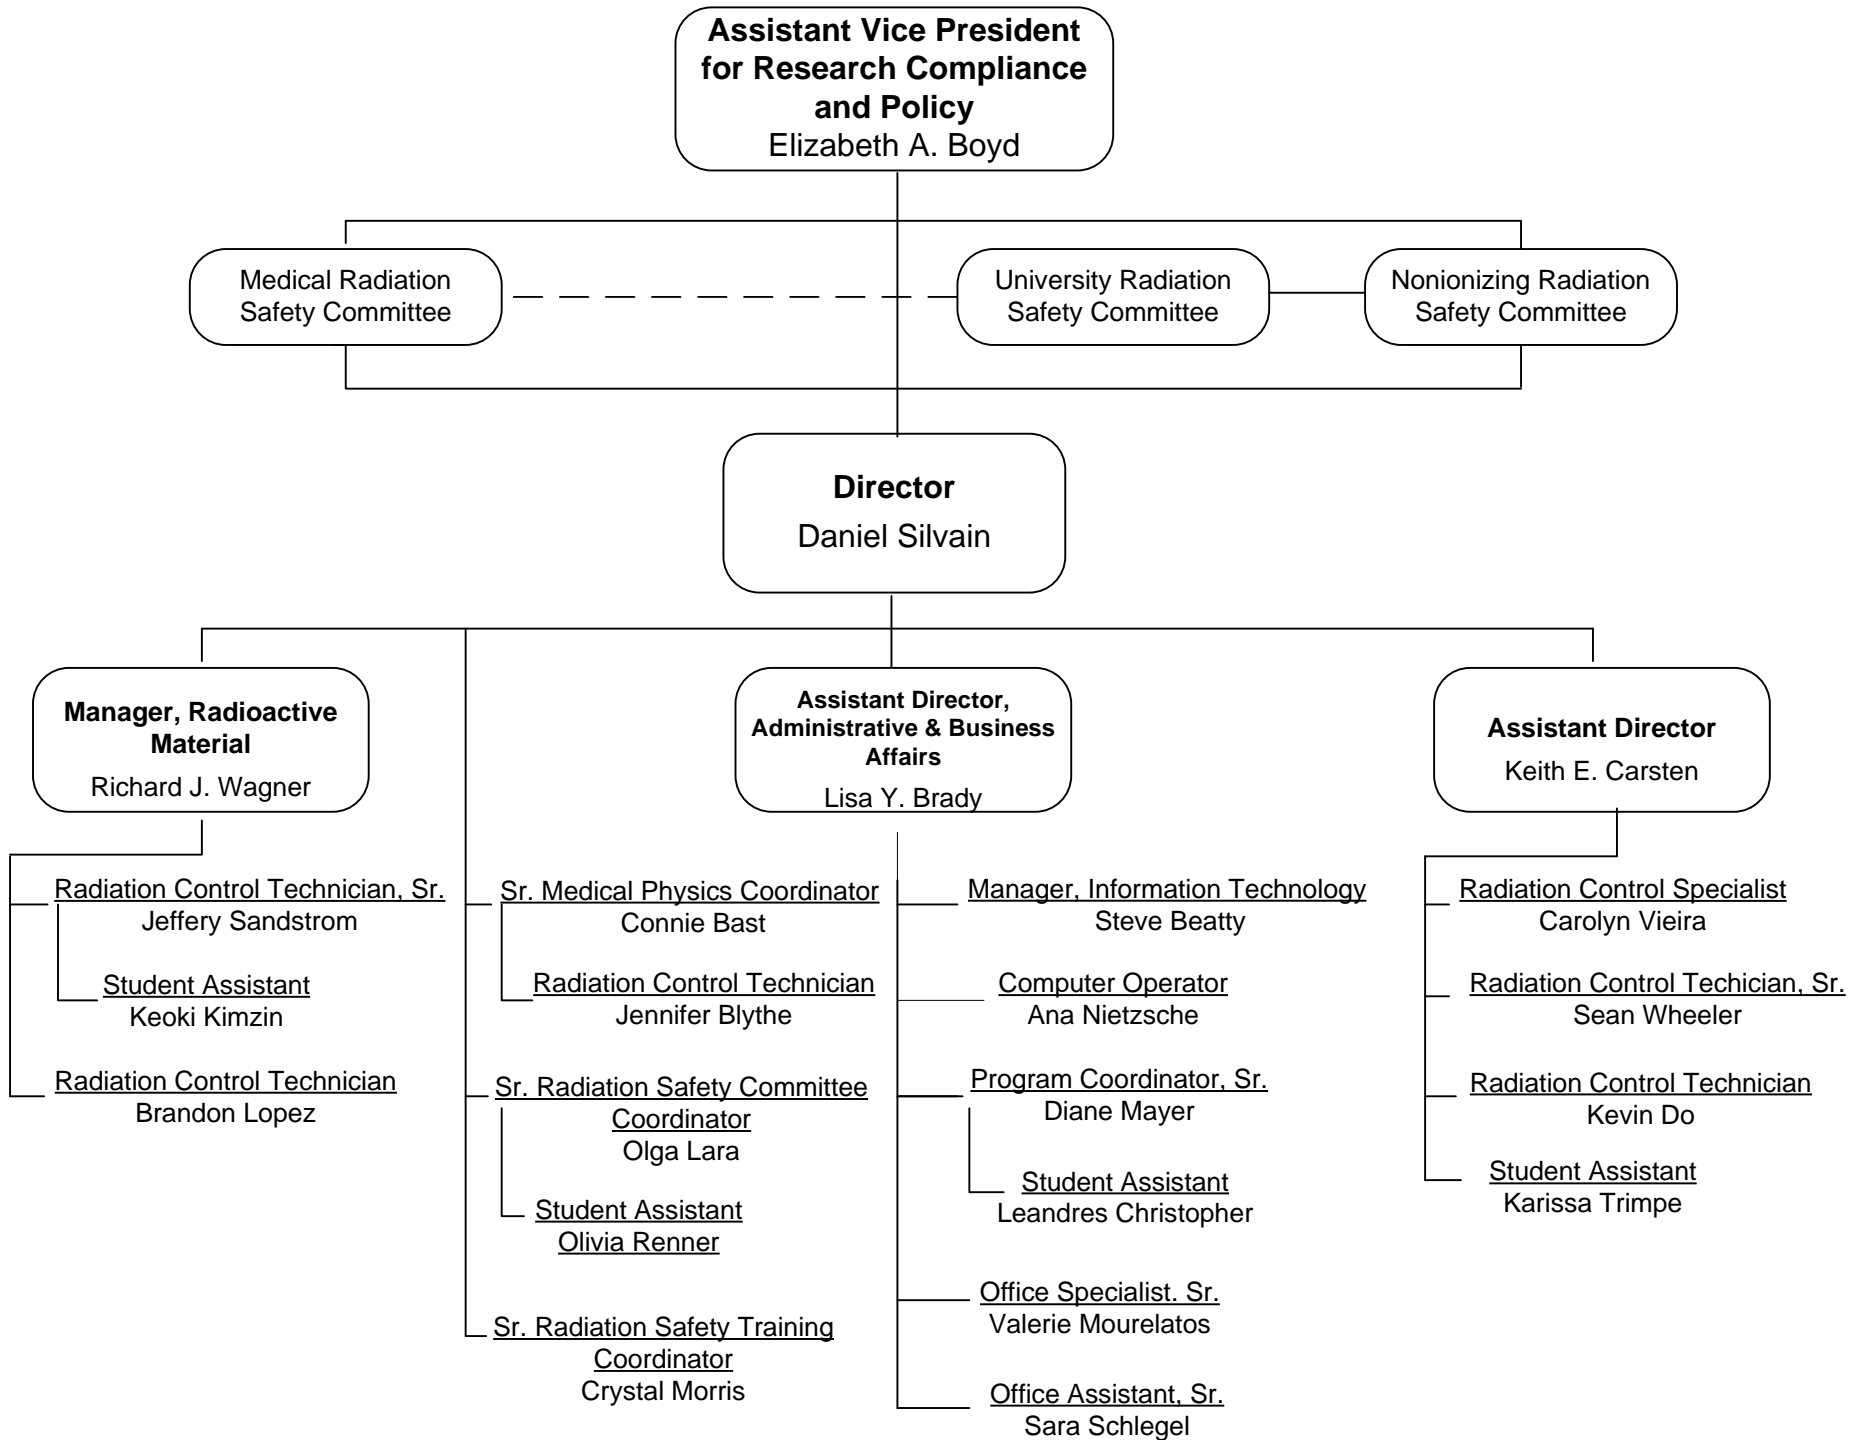 Assistant Vice President
for Research Compliance
and Policy
Elizabeth A. Boyd
Medical Radiation
Safety Committee
University Radiation
Safety Committee
Nonionizing Radiation
Safety Committee
Director
Daniel Silvain
Manager, Radioactive
Material
Richard J. Wagner
Assistant Director,
Administrative & Business
Affairs
Lisa Y. Brady
Assistant Director
Keith E. Carsten
Radiation Control Technician, Sr.
Jeffery Sandstrom
Student Assistant
Keoki Kimzin
Radiation Control Technician
Brandon Lopez
Sr. Medical Physics Coordinator
Connie Bast
Radiation Control Technician
Jennifer Blythe
Sr. Radiation Safety Committee
Coordinator
Olga Lara
Student Assistant
Olivia Renner
Sr. Radiation Safety Training
Coordinator
Crystal Morris
Manager, Information Technology
Steve Beatty
Computer Operator
Ana Nietzsche
Program Coordinator, Sr.
Diane Mayer
Student Assistant
Leandres Christopher
Office Specialist. Sr.
Valerie Mourelatos
Office Assistant, Sr.
Sara Schlegel
Radiation Control Specialist
Carolyn Vieira
Radiation Control Techician, Sr.
Sean Wheeler
Radiation Control Technician
Kevin Do
Student Assistant
Karissa Trimpe